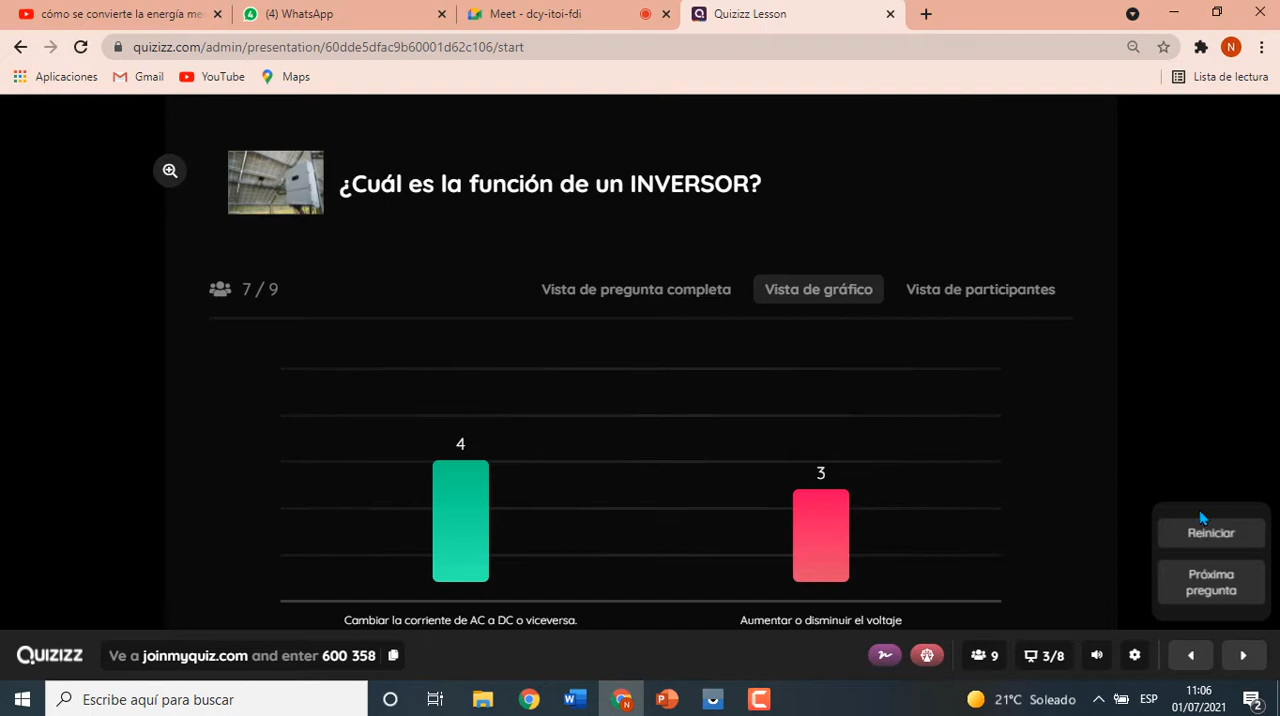 cómo se convierte la energía me
(4) WhatsApp
Meet - dcy-itoi-fdi
Quizizz Lesson
quizizz.com/admin/presentation/60dde5dfac9b60001d62c106/start
Aplicaciones
Gmail
YouTube
Maps
Lista de lectura
¿Cuál es la función de un INVERSOR?
7 / 9
Vista de pregunta completa
Vista de gráfico
Vista de participantes
4
3
Cambiar la corriente de AC a DC o viceversa.
Aumentar o disminuir el voltaje
Reiniciar
Próxima
pregunta
QUIZIZZ
Ve a joinmyquiz.com and enter 600 358
9
3/8
Escribe aquí para buscar
21°C Soleado
ESP
11:06
01/07/2021
2